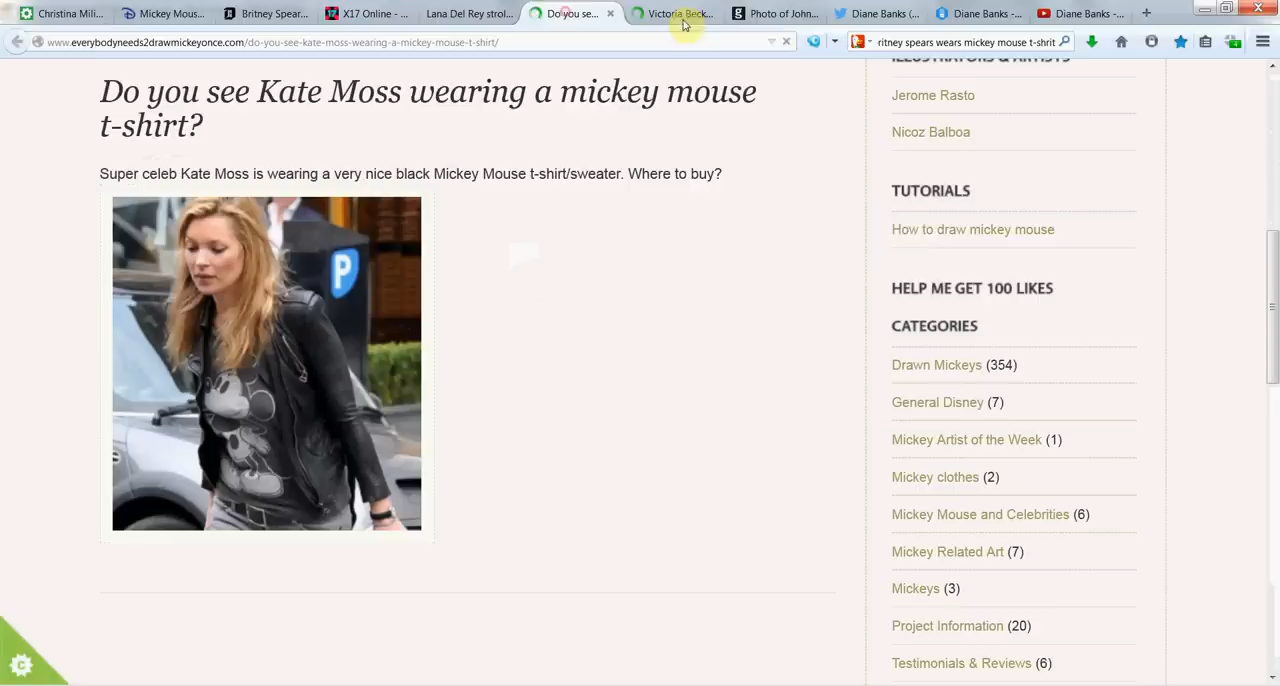 Christina Mili...
Mickey Mous...
Britney Spear...
X17 Online - ...
Lana Del Rey strol...
Do you se...
Victoria Beck...
Photo of John...
Diane Banks (...
Diane Banks -...
Diane Banks -...
www.everybodyneeds2drawmickeyonce.com/do-you-see-kate-moss-wearing-a-mickey-mouse-t-shirt/
ritney spears wears mickey mouse t-shrit
Do you see Kate Moss wearing a mickey mouse
t-shirt?
Super celeb Kate Moss is wearing a very nice black Mickey Mouse t-shirt/sweater. Where to buy?
P
ILLUSTRATORS & ARTISTS
Jerome Rasto
Nicoz Balboa
TUTORIALS
How to draw mickey mouse
HELP ME GET 100 LIKES
CATEGORIES
Drawn Mickeys (354)
General Disney (7)
Mickey Artist of the Week (1)
Mickey clothes (2)
Mickey Mouse and Celebrities (6)
Mickey Related Art (7)
Mickeys (3)
Project Information (20)
Testimonials & Reviews (6)